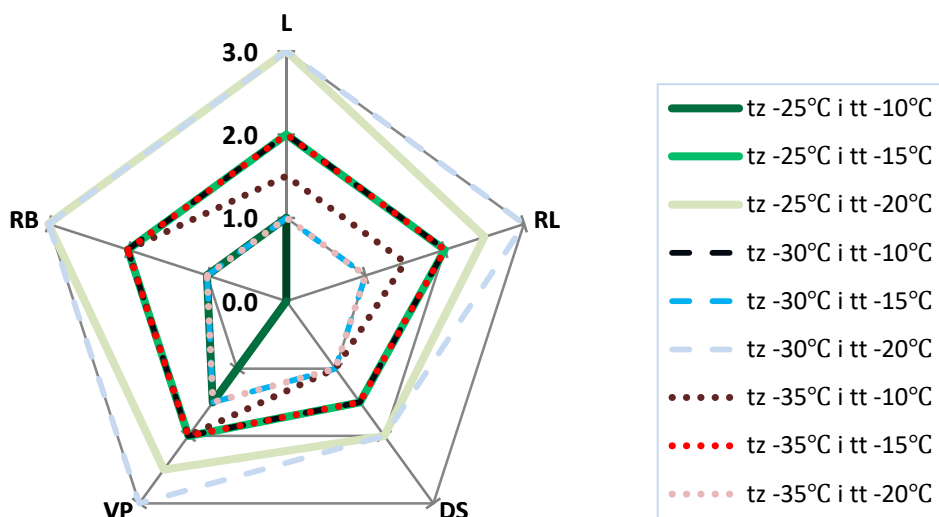 L
3.0
2.0
1.0
0.0
RB
RL
VP
DS
tz -25°C i tt -10°C
tz -25°C i tt -15°C
tz -25°C i tt -20°C
tz -30°C i tt -10°C
tz -30°C i tt -15°C
tz -30°C i tt -20°C
tz -35°C i tt -10°C
tz -35°C i tt -15°C
tz -35°C i tt -20°C